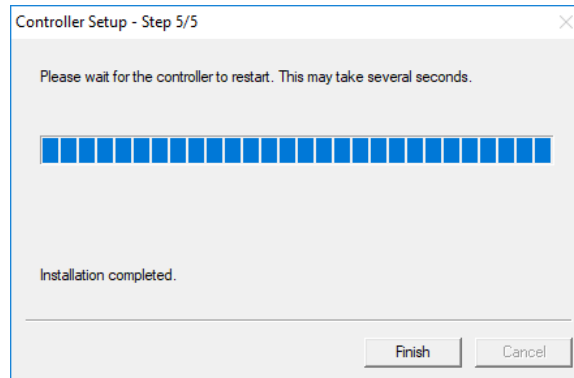 Controller Setup - Step 5/5
Please wait for the controller to restart. This may take several seconds.
Installation completed.
Finish
Cancel